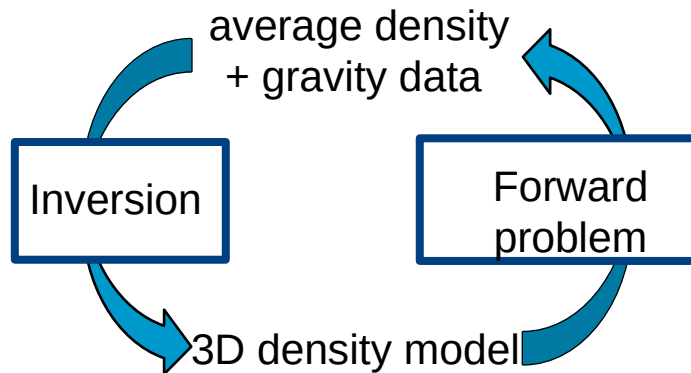 average density
+ gravity data
Inversion
Forward
problem
3D density model